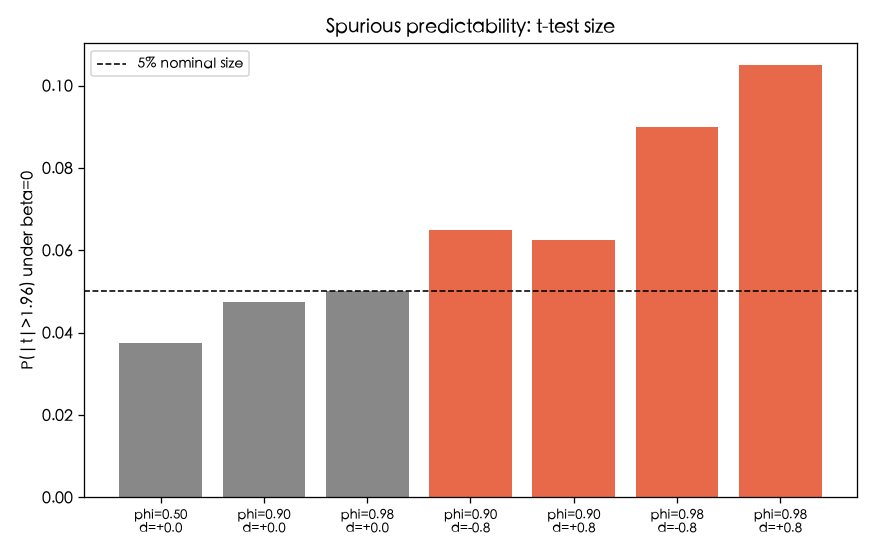 Spurious predictability: t-test size
5% nominal size
P(|t|>1.96) under beta=0
0.10
0.08
0.06
0.04
0.02
0.00
phi=0.50
d=+0.0
phi=0.90
d=+0.0
phi=0.98
d=+0.0
phi=0.90
d=-0.8
phi=0.90
d=+0.8
phi=0.98
d=-0.8
phi=0.98
d=+0.8